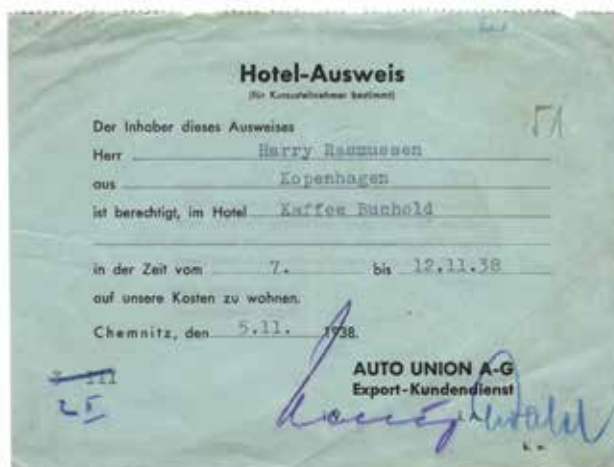 Hotel-Ausweis
(für Kursusteilnehmer bestimmt)
51
Der Inhaber dieses Ausweises
Herr Harry Rasmussen
aus Kopenhagen
ist berechtigt, im Hotel Kaffee Buchold
in der Zeit vom 7. bis 12.11.38
auf unsere Kosten zu wohnen.
Chemnitz, den 5.11. 1938.
AUTO UNION A-G
Export-Kundendienst